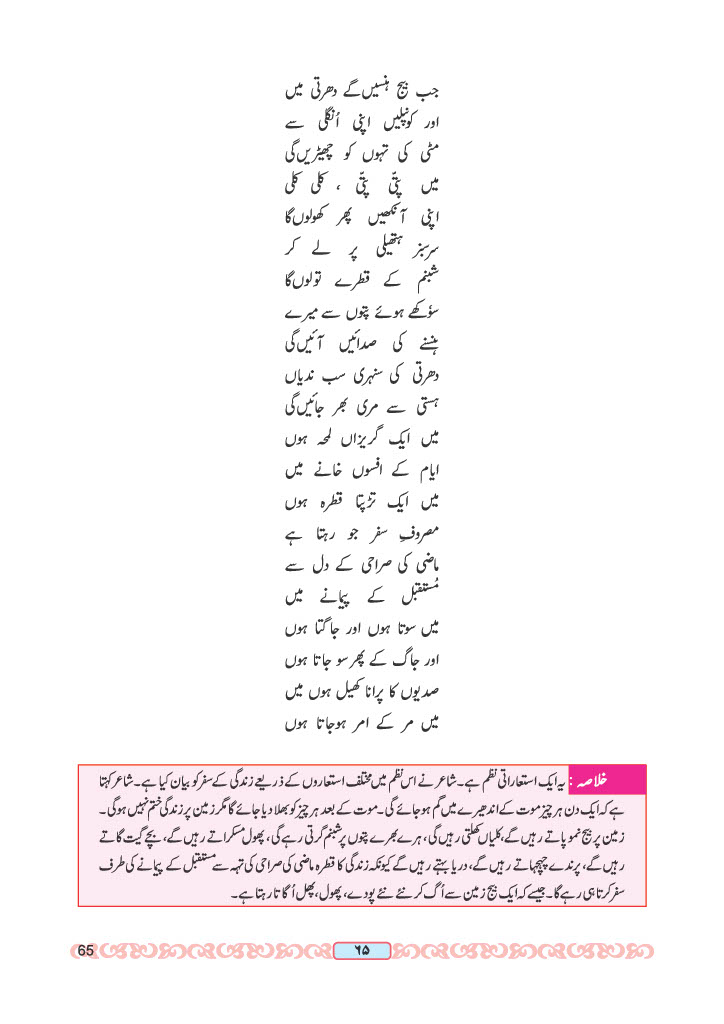 جب بیج ہنسیں گے دھرتی میں
اور کونپلیں اپنی اُنگلی سے
مٹی کی تہوں کو چھیڑیں گی
میں پتّی پتّی ، کلی کلی
اپنی آنکھیں پھر کھولوں گا
سرسبز ہتھیلی پر لے کر
شبنم کے قطرے تولوں گا
سوٗکھے ہوئے پتوں سے میرے
ہنسنے کی صدائیں آئیں گی
دھرتی کی سنہری سب ندیاں
ہستی سے مری بھر جائیں گی
میں ایک گریزاں لمحہ ہوں
ایام کے افسوں خانے میں
میں ایک تڑپتا قطرہ ہوں
مصروفِ سفر جو رہتا ہے
ماضی کی صراحی کے دل سے
مُستقبل کے پیمانے میں
میں سوتا ہوں اور جاگتا ہوں
اور جاگ کے پھر سو جاتا ہوں
صدیوں کا پرانا کھیل ہوں میں
میں مر کے امر ہوجاتا ہوں
خلاصہ : یہ ایک استعاراتی نظم ہے۔ شاعر نے اس نظم میں مختلف استعاروں کے ذریعے زندگی کے سفر کو بیان کیا ہے۔ شاعر کہتا
ہے کہ ایک دن ہر چیز موت کے اندھیرے میں گم ہو جائے گی۔ موت کے بعد ہر چیز کو بھلا دیا جائے گا مگر زمین پر زندگی ختم نہیں ہوگی۔
زمین پر بیج نمو پاتے رہیں گے، کلیاں کھلتی رہیں گی، ہرے بھرے پتوں پر شبنم گرتی رہے گی، پھول مسکراتے رہیں گے، بچے گیت گاتے
رہیں گے، پرندے چہچہاتے رہیں گے، دریا بہتے رہیں گے کیونکہ زندگی کا قطرہ ماضی کی صراحی کی تہہ سے مستقبل کے پیمانے کی طرف
سفر کرتا ہی رہے گا۔ جیسے کہ ایک بیج زمین سے اُگ کر نئے نئے پودے، پھول، پھل اُگاتا رہتا ہے۔
65 ۶۵